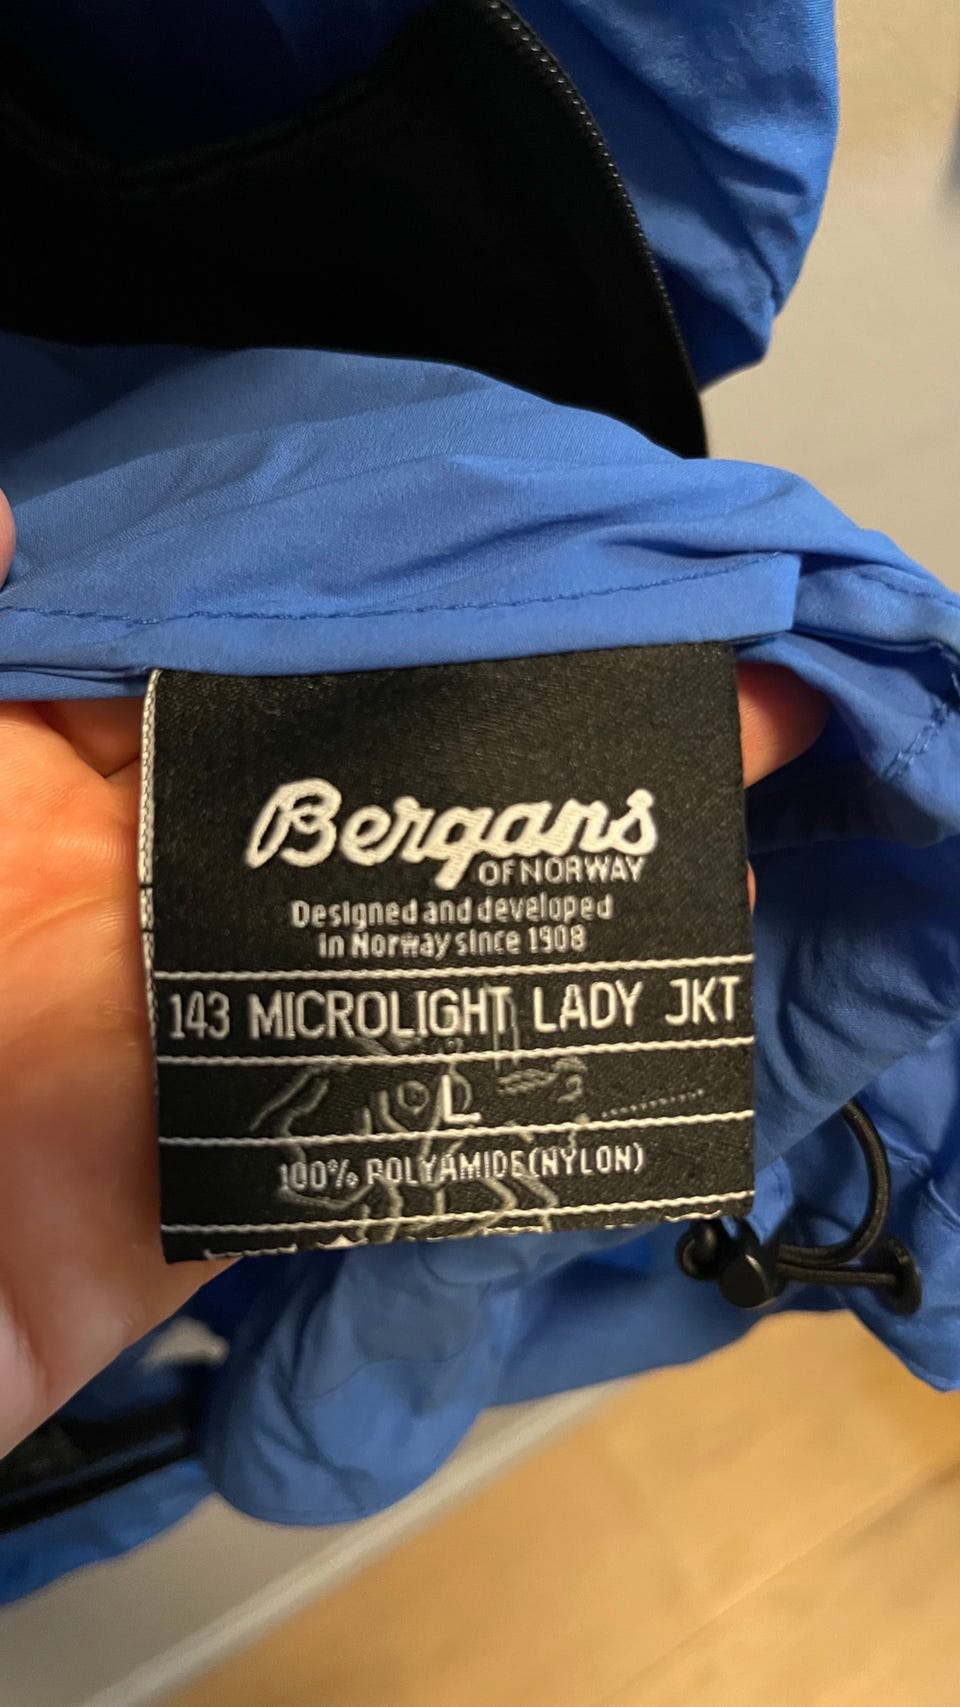 Bergans
OF NORWAY
Designed and developed
in Norway since 1908
143 MICROLIGHT LADY JKT
L
100% POLYAMIDE(NYLON)